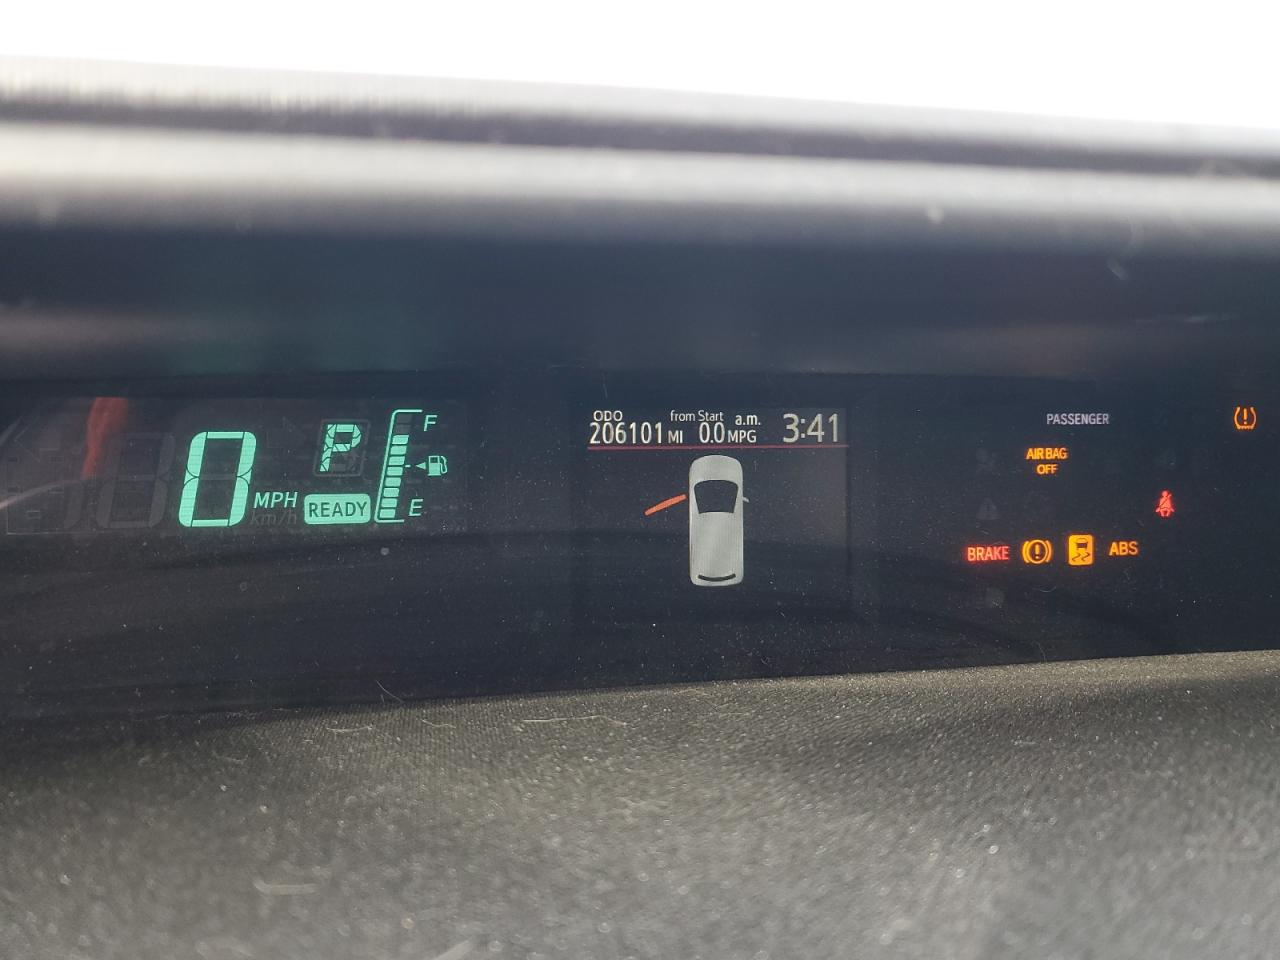 0 MPH
km/h
P
READY
F
E
ODO from Start a.m.
206101 MI 0.0 MPG 3:41
PASSENGER
AIR BAG
OFF
BRAKE ABS